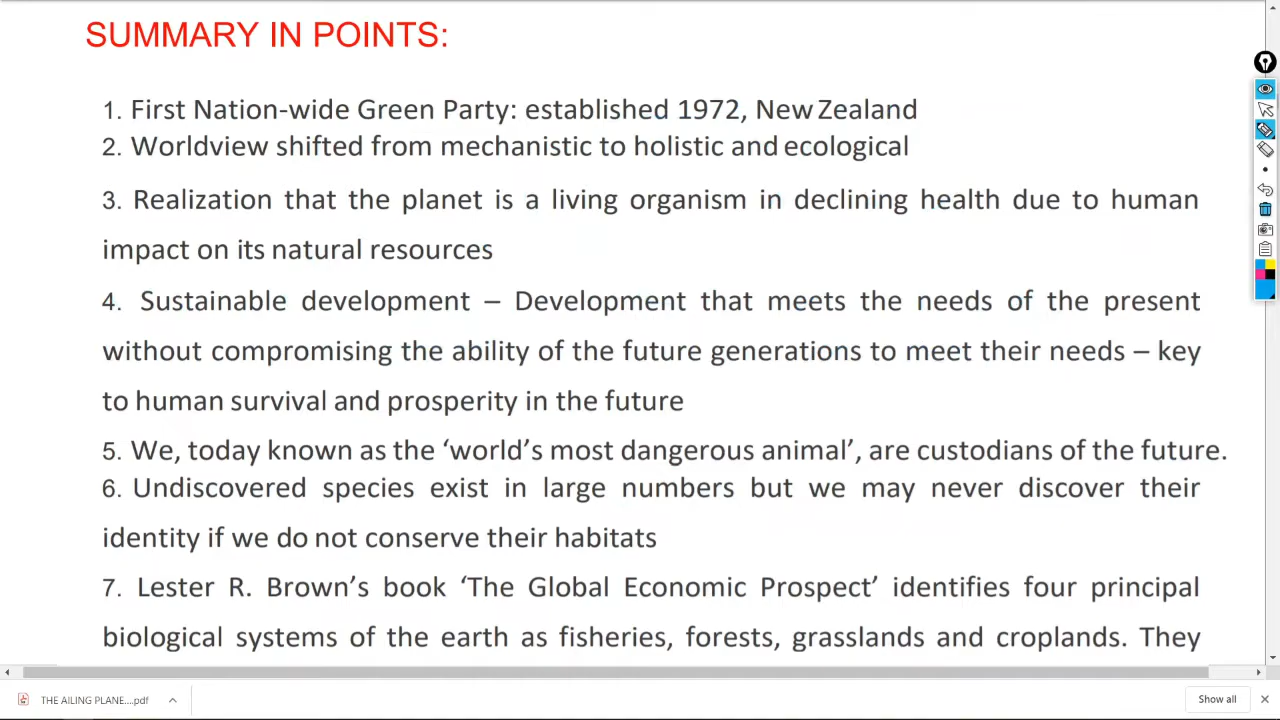 SUMMARY IN POINTS:
1. First Nation-wide Green Party: established 1972, New Zealand
2. Worldview shifted from mechanistic to holistic and ecological
3. Realization that the planet is a living organism in declining health due to human
impact on its natural resources
4. Sustainable development – Development that meets the needs of the present
without compromising the ability of the future generations to meet their needs – key
to human survival and prosperity in the future
5. We, today known as the ‘world’s most dangerous animal’, are custodians of the future.
6. Undiscovered species exist in large numbers but we may never discover their
identity if we do not conserve their habitats
7. Lester R. Brown’s book ‘The Global Economic Prospect’ identifies four principal
biological systems of the earth as fisheries, forests, grasslands and croplands. They
THE AILING PLANE....pdf
Show all